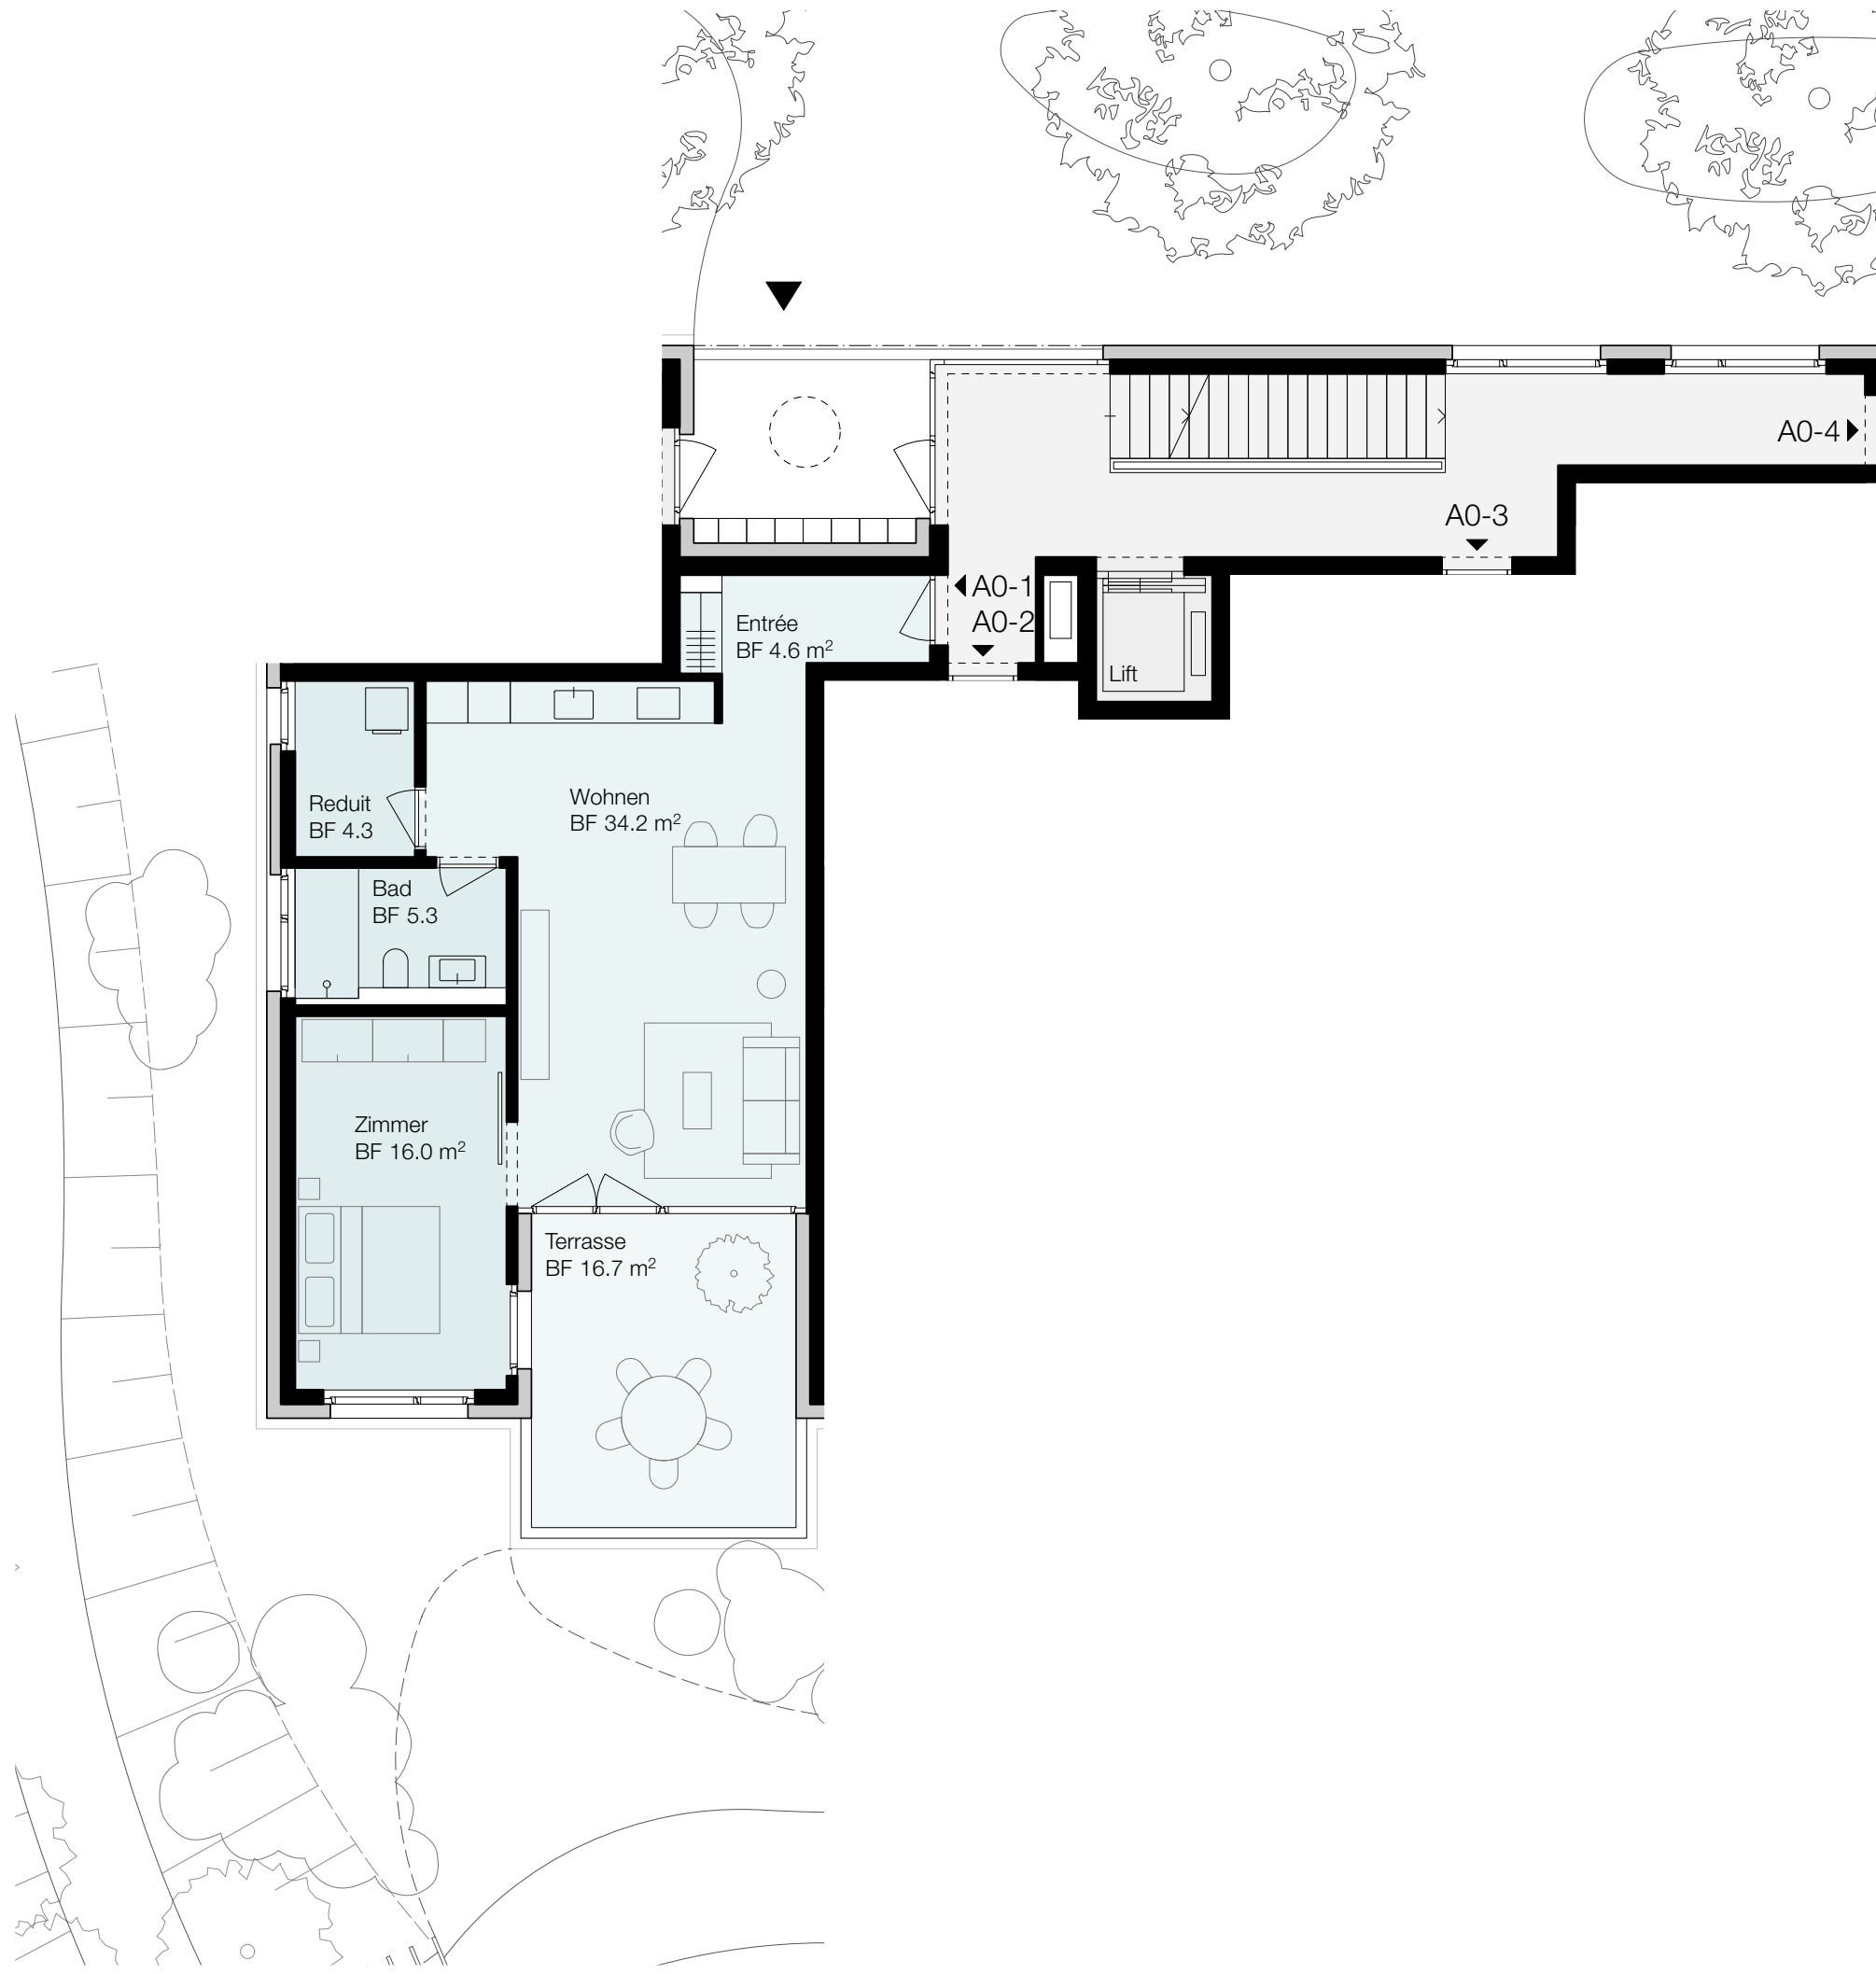 A0-4
A0-3
A0-1
A0-2
Entrée
BF 4.6 m²
Lift
Wohnen
BF 34.2 m²
Reduit
BF 4.3
Bad
BF 5.3
Zimmer
BF 16.0 m²
Terrasse
BF 16.7 m²